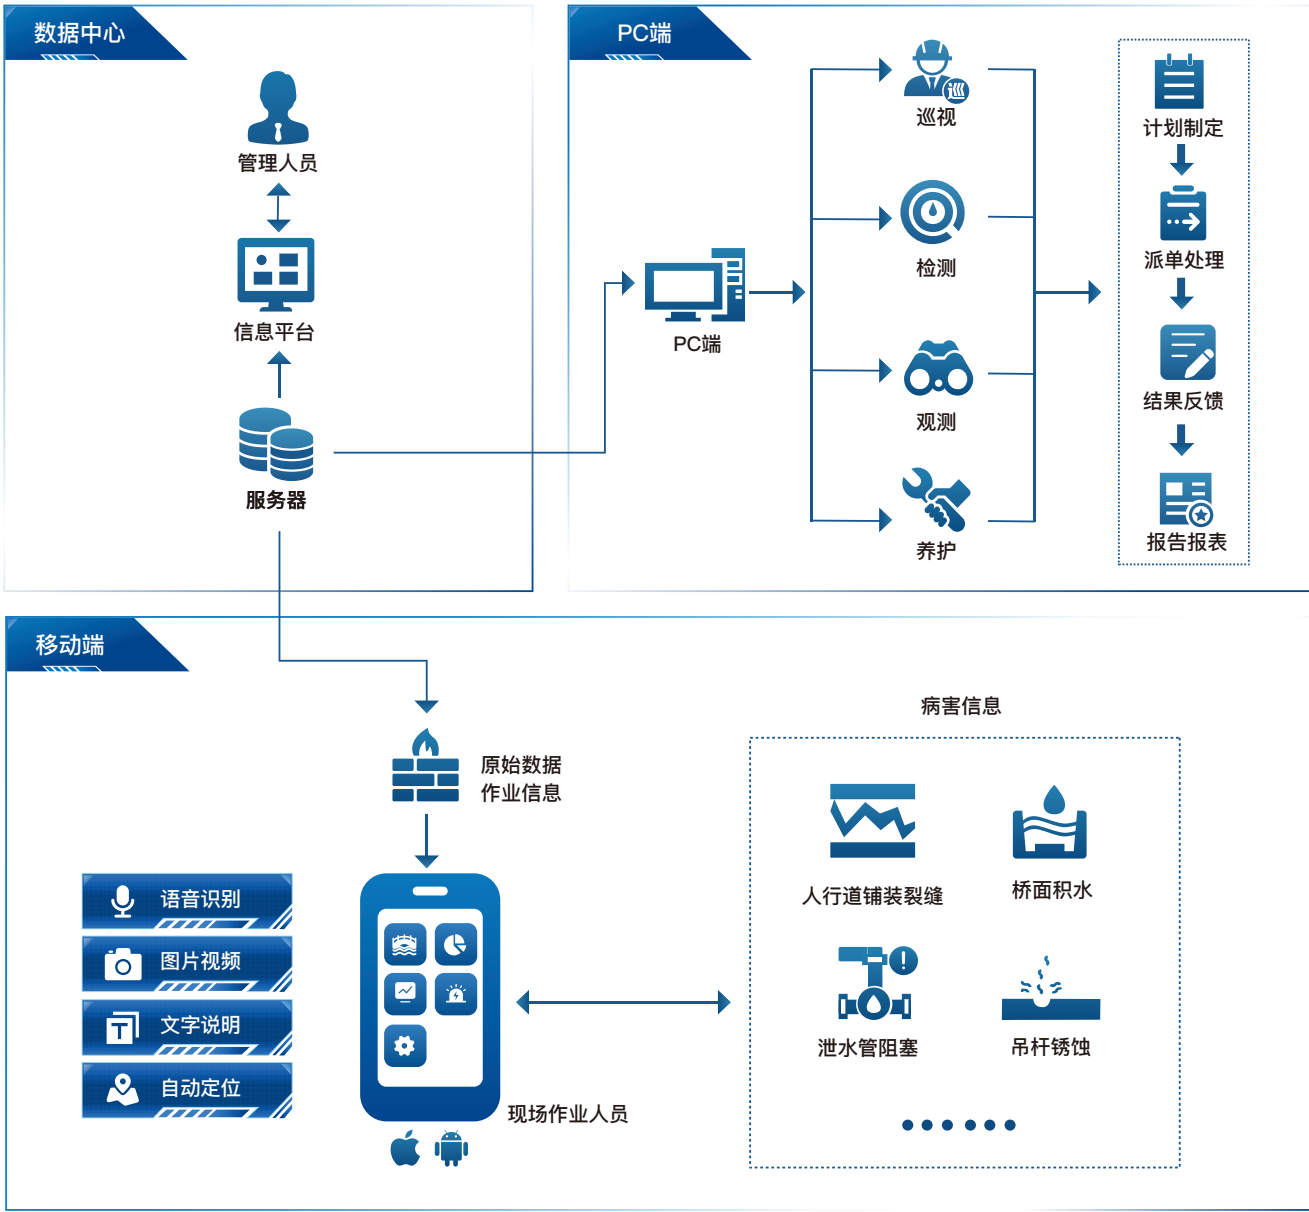 数据中心
管理人员
信息平台
服务器
PC端
PC端
巡
巡视
检测
观测
养护
计划制定
派单处理
结果反馈
报告报表
移动端
原始数据
作业信息
语音识别
图片视频
T
文字说明
自动定位
现场作业人员
病害信息
人行道铺装裂缝
桥面积水
!
泄水管阻塞
吊杆锈蚀
••••••